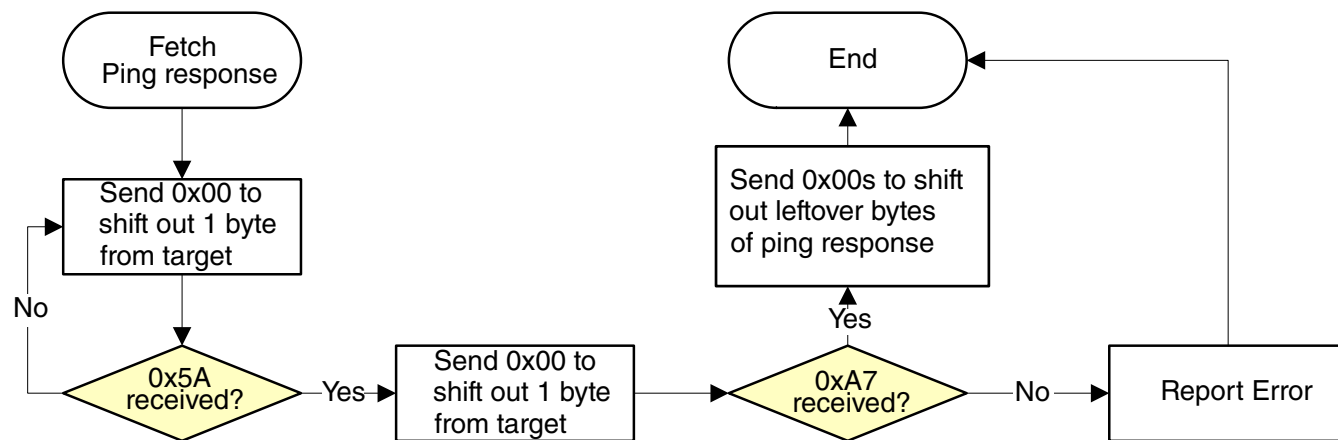 Fetch
Ping response
Send 0x00 to
shift out 1 byte
from target
No
0x5A
received?
Yes
Send 0x00 to
shift out 1 byte
from target
0xA7
received?
Yes
Send 0x00s to shift
out leftover bytes
of ping response
End
No
Report Error